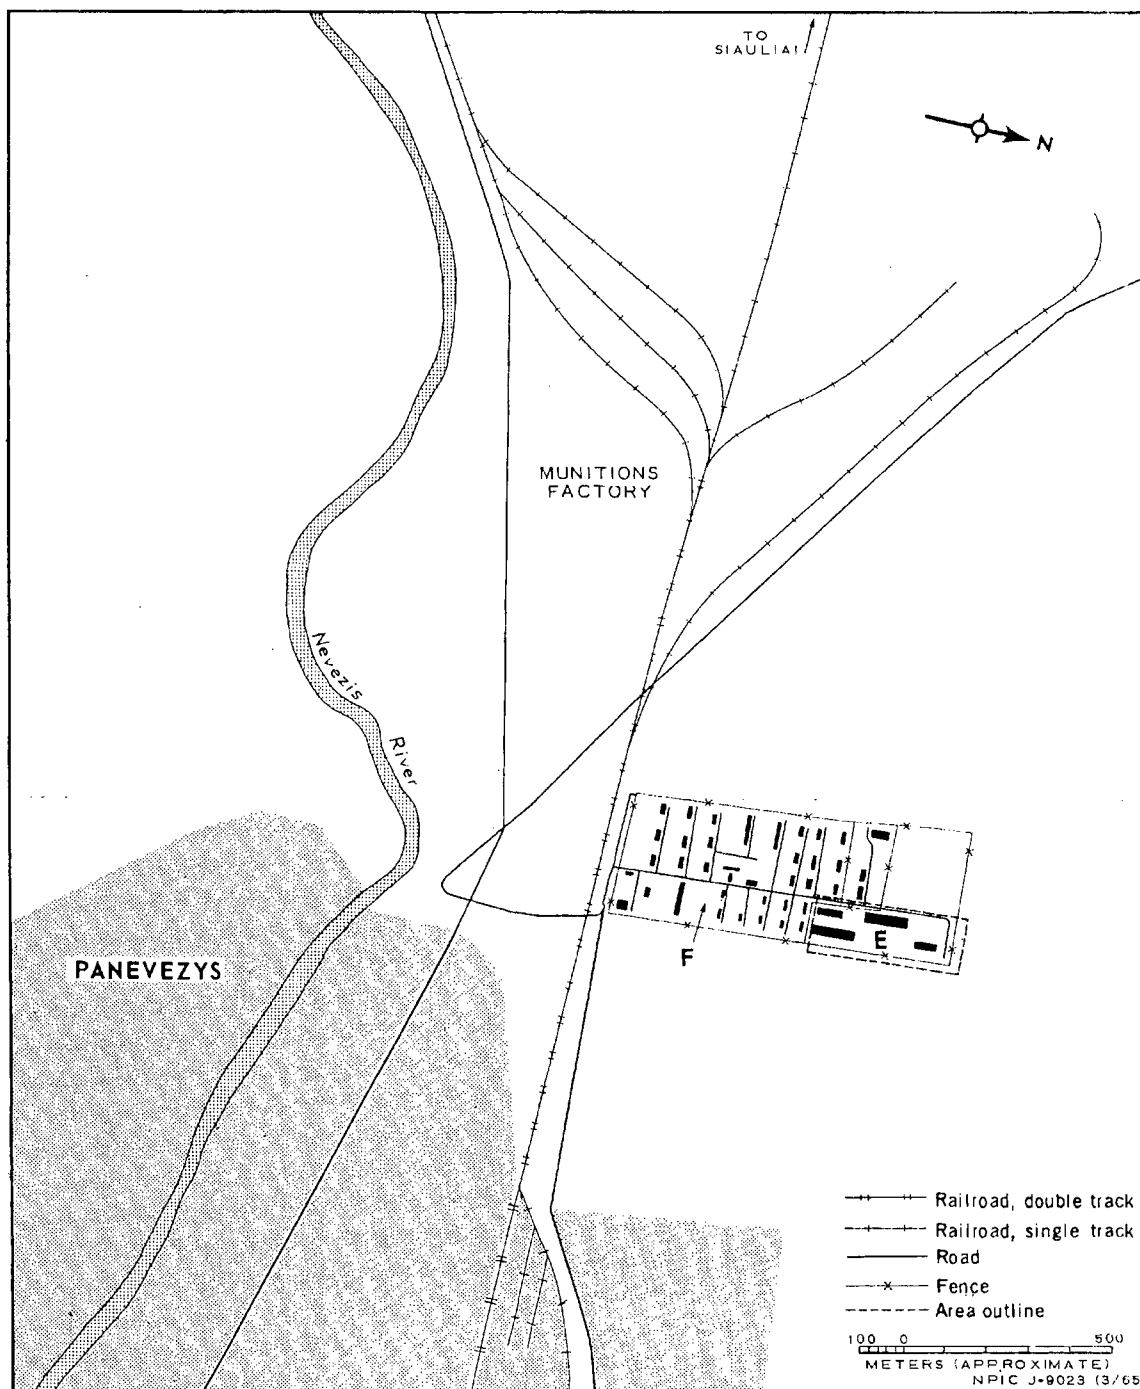 TO
SIAULIAI
N
MUNITIONS
FACTORY
Nevezis
River
PANEVEZYS
F
E
Railroad, double track
Railroad, single track
Road
Fence
Area outline
100 0 500
METERS (APPROXIMATE)
NPIC J-9023 (3/65